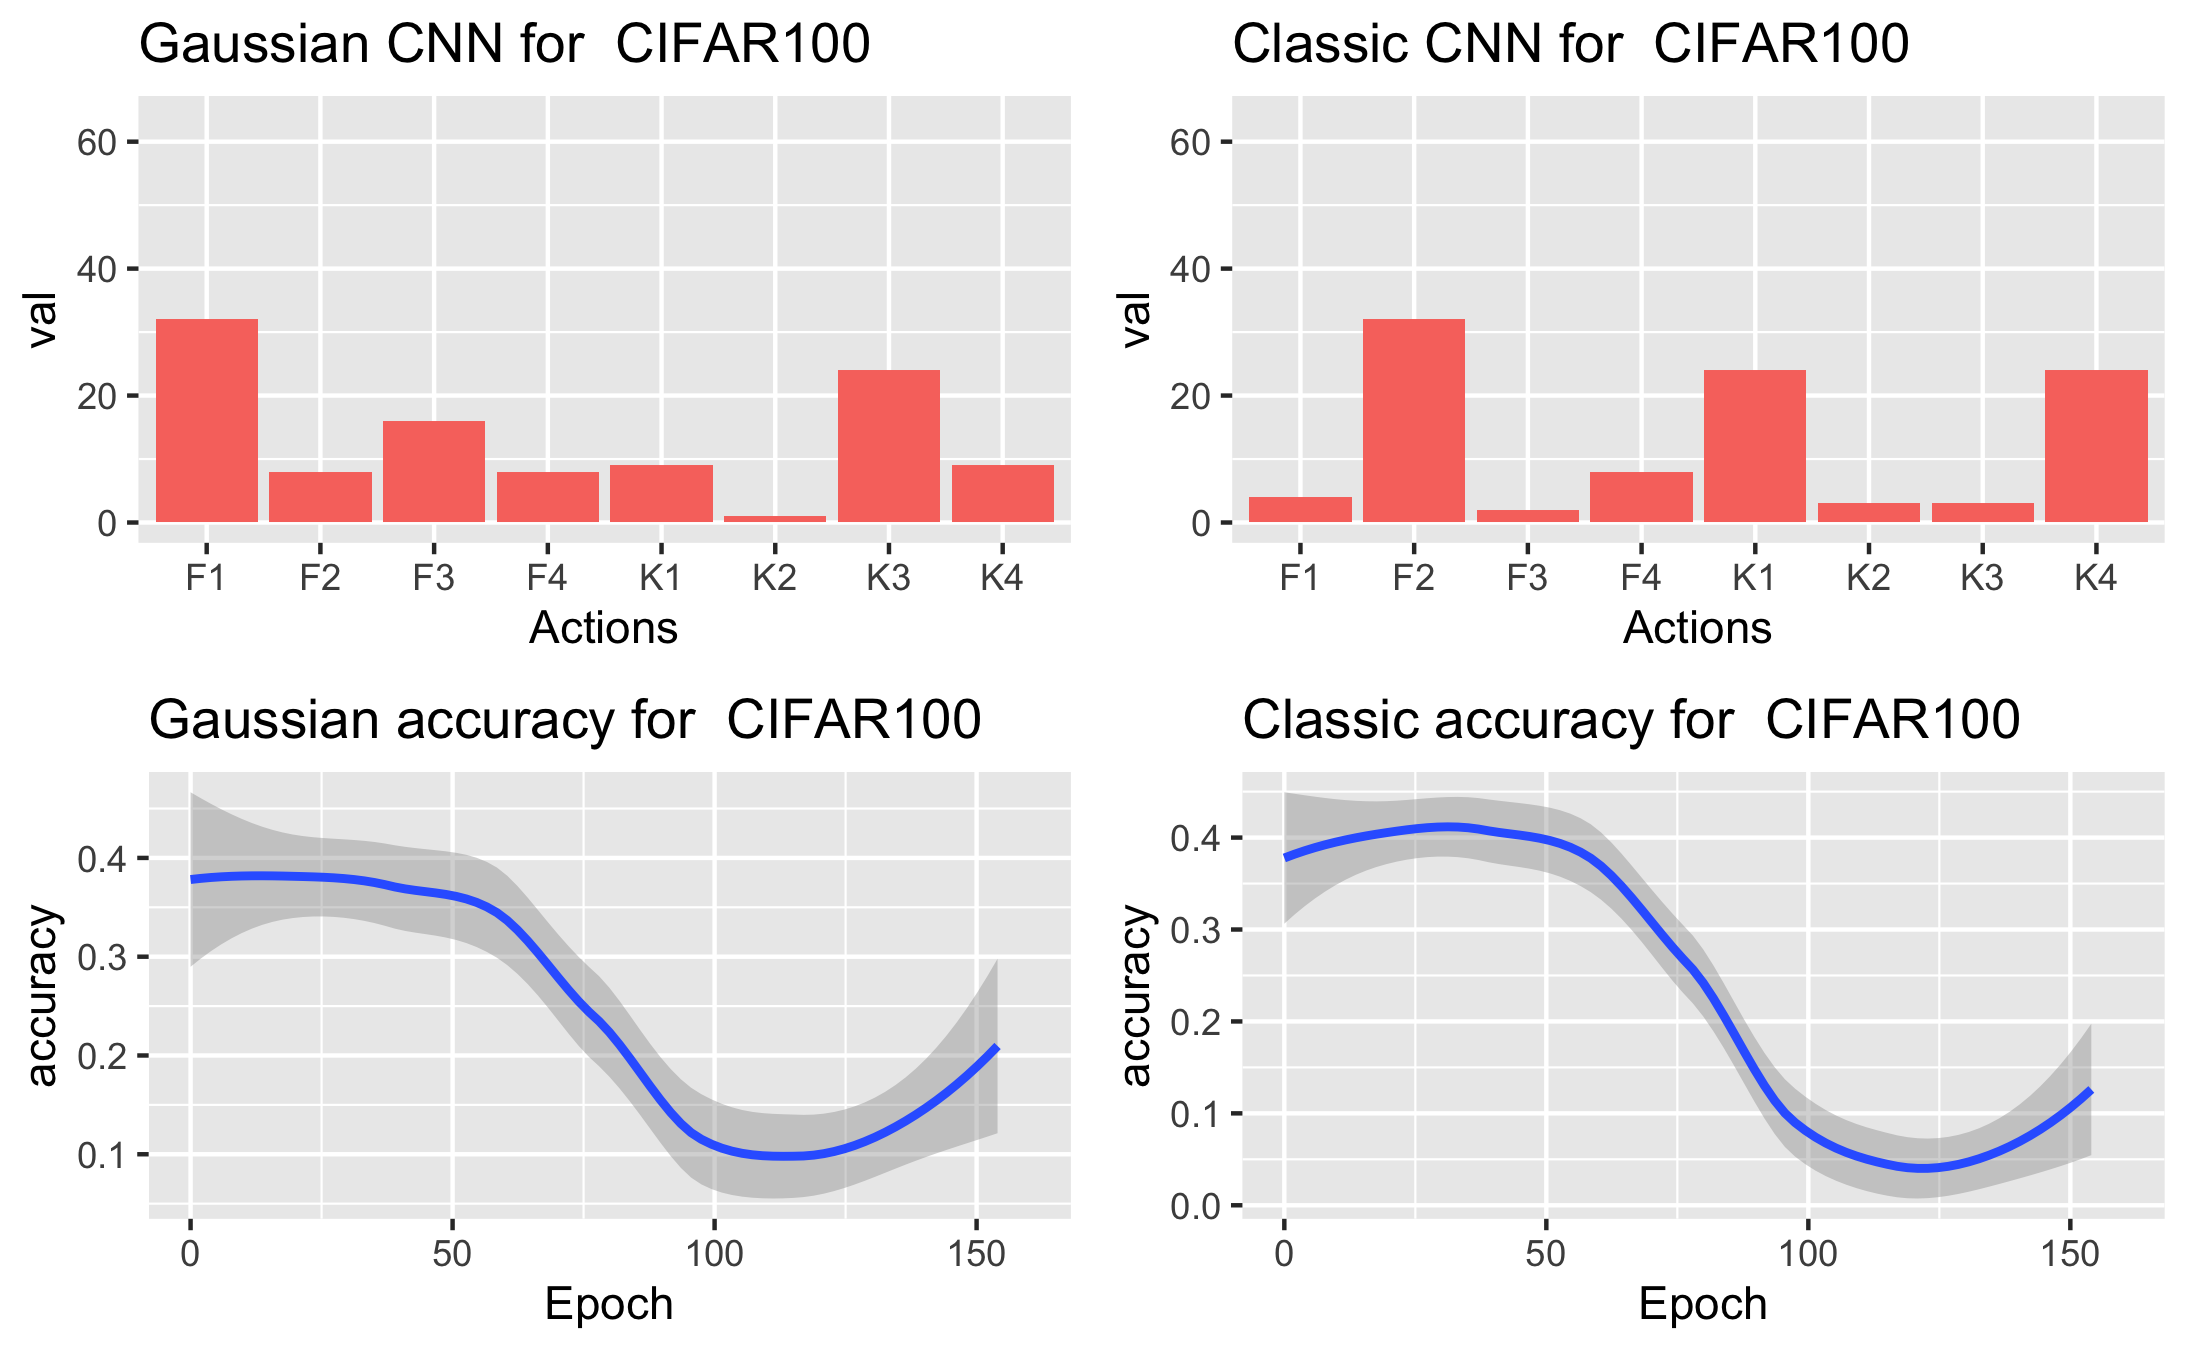 Gaussian CNN for  CIFAR100
60
40
20
0
val
F1 F2 F3 F4 K1 K2 K3 K4
Actions
Classic CNN for  CIFAR100
60
40
20
0
val
F1 F2 F3 F4 K1 K2 K3 K4
Actions
Gaussian accuracy for  CIFAR100
0.4
0.3
0.2
0.1
accuracy
0 50 100 150
Epoch
Classic accuracy for  CIFAR100
0.4
0.3
0.2
0.1
0.0
accuracy
0 50 100 150
Epoch